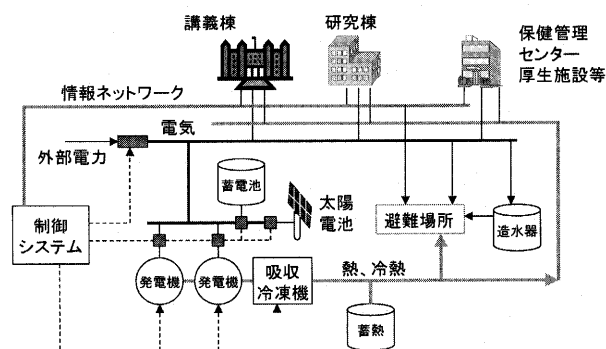 講義棟
研究棟
保健管理
センター
厚生施設等
情報ネットワーク
電気
外部電力
蓄電池
太陽
電池
制御
システム
避難場所
造水器
発電機
発電機
吸収
冷凍機
熱、冷熱
蓄熱